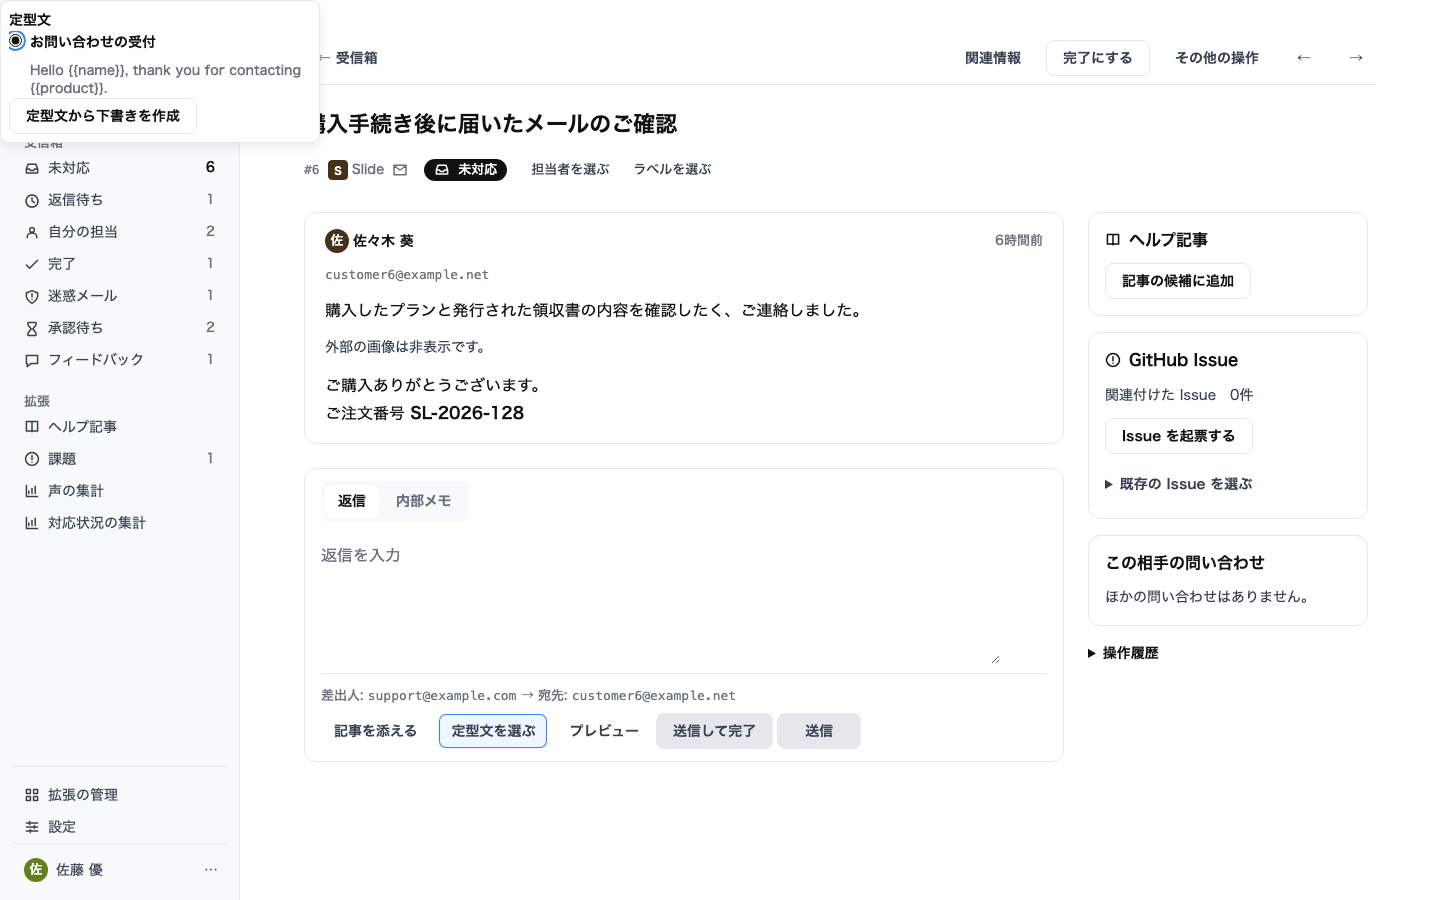 定型文
お問い合わせの受付
Hello {{name}}, thank you for contacting
{{product}}.
定型文から下書きを作成
← 受信箱
関連情報
完了にする
その他の操作
←
→
購入手続き後に届いたメールのご確認
#6
S
Slide
未対応
担当者を選ぶ
ラベルを選ぶ
受信箱
未対応
6
返信待ち
1
自分の担当
2
完了
1
迷惑メール
1
承認待ち
2
フィードバック
1
拡張
ヘルプ記事
課題
1
声の集計
対応状況の集計
拡張の管理
設定
佐
佐藤 優
…
佐
佐々木 葵
6時間前
customer6@example.net
購入したプランと発行された領収書の内容を確認したく、ご連絡しました。
外部の画像は非表示です。
ご購入ありがとうございます。
ご注文番号 SL-2026-128
返信
内部メモ
返信を入力
差出人: support@example.com → 宛先: customer6@example.net
記事を添える
定型文を選ぶ
プレビュー
送信して完了
送信
ヘルプ記事
記事の候補に追加
GitHub Issue
関連付けた Issue 0件
Issue を起票する
▶ 既存の Issue を選ぶ
この相手の問い合わせ
ほかの問い合わせはありません。
▶ 操作履歴